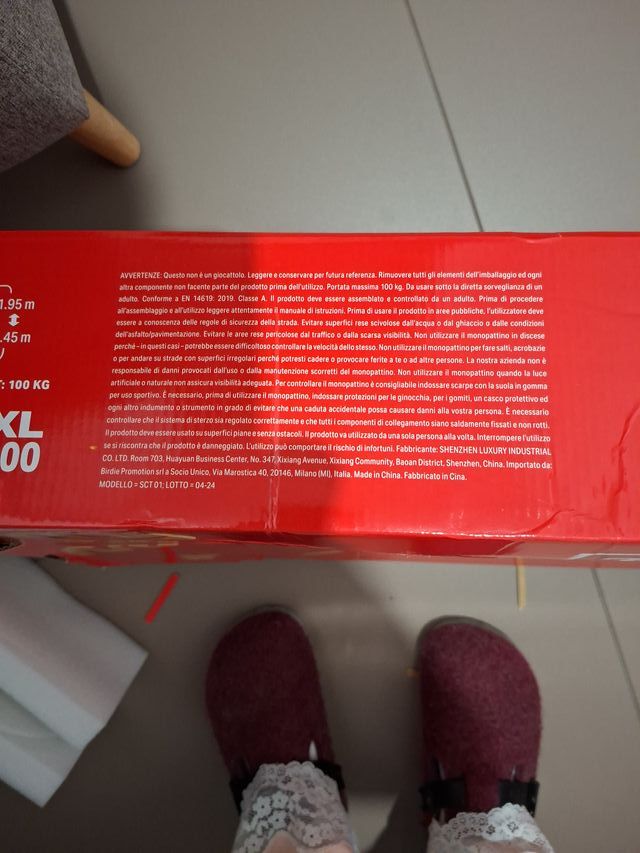 AVVERTENZE: Questo non è un giocattolo. Leggere e conservare per futura referenza. Rimuovere tutti gli elementi dell'imballaggio ed ogni
altra componente non facente parte del prodotto prima dell'utilizzo. Portata massima 100 kg. Da usare sotto la diretta sorveglianza di un
adulto. Conforme a EN 14619: 2019. Classe A. Il prodotto deve essere assemblato e controllato da un adulto. Prima di procedere
all'assemblaggio e all'utilizzo leggere attentamente il manuale di istruzioni. Prima di usare il prodotto in aree pubbliche, l'utilizzatore deve
essere a conoscenza delle regole di sicurezza della strada. Evitare superfici rese scivolose dall'acqua o dal ghiaccio o dalle condizioni
dell'asfalto/pavimentazione. Evitare le aree rese pericolose dal traffico o dalla scarsa visibilità. Non utilizzare il monopattino in discese
perché - in questi casi - potrebbe essere difficoltoso controllare la velocità dello stesso. Non utilizzare il monopattino per fare salti, acrobazie
o per andare su strade con superfici irregolari perché potresti cadere o provocare ferite a te o ad altre persone. La nostra azienda non è
responsabile di danni provocati dall'uso o dalla manutenzione scorretti del monopattino. Non utilizzare il monopattino quando la luce
artificiale o naturale non assicura visibilità adeguata. Per controllare il monopattino è consigliabile indossare scarpe con la suola in gomma
per uso sportivo. È necessario, prima di utilizzare il monopattino, indossare protezioni per le ginocchia, per i gomiti, un casco protettivo ed
ogni altro indumento o strumento in grado di evitare che una caduta accidentale possa causare danni alla vostra persona. È necessario
controllare che il sistema di sterzo sia regolato correttamente e che tutti i componenti di collegamento siano saldamente fissati e non rotti.
Il prodotto deve essere usato su superfici piane e senza ostacoli. Il prodotto va utilizzato da una sola persona alla volta. Interrompere l'utilizzo
se si riscontra che il prodotto è danneggiato. L'utilizzo può comportare il rischio di infortuni. Fabbricante: SHENZHEN LUXURY INDUSTRIAL
CO. LTD. Room 703, Huayuan Business Center, No. 347, Xixiang Avenue, Xixiang Community, Baoan District. Shenzhen, China. Importato da:
Birdie Promotion srl a Socio Unico, Via Marostica 40, 20146, Milano (MI), Italia. Made in China. Fabbricato in Cina.
MODELLO = SCT 01; LOTTO = 04-24
1.95 m
.45 m
: 100 KG
XL
00